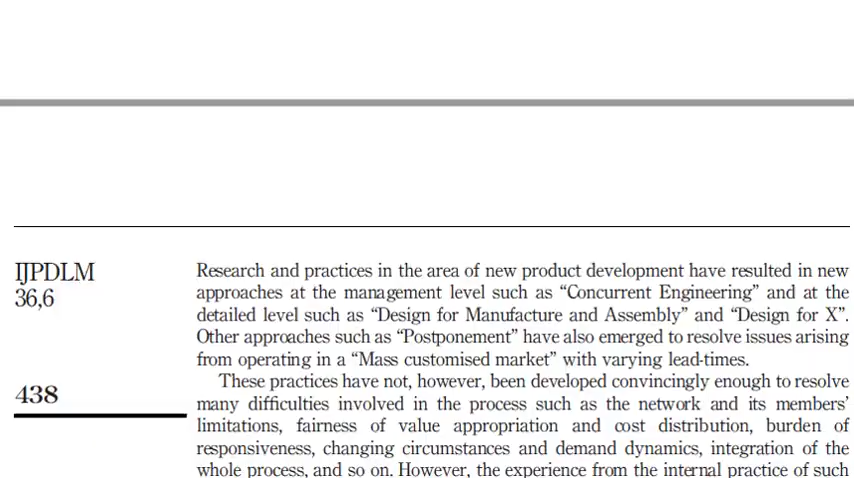 IJPDLM
36,6
438
Research and practices in the area of new product development have resulted in new
approaches at the management level such as “Concurrent Engineering” and at the
detailed level such as “Design for Manufacture and Assembly” and “Design for X”.
Other approaches such as “Postponement” have also emerged to resolve issues arising
from operating in a “Mass customised market” with varying lead-times.
These practices have not, however, been developed convincingly enough to resolve
many difficulties involved in the process such as the network and its members’
limitations, fairness of value appropriation and cost distribution, burden of
responsiveness, changing circumstances and demand dynamics, integration of the
whole process, and so on. However, the experience from the internal practice of such